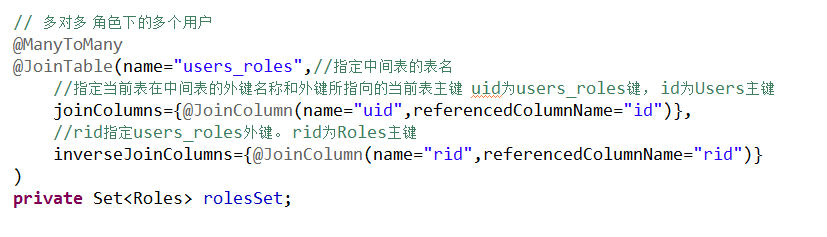 // 多对多 角色下的多个用户
@ManyToMany
@JoinTable(name="users_roles",//指定中间表的表名
//指定当前表在中间表的外键名称和外键所指向的当前表主键 uid为users_roles键，id为Users主键
joinColumns={@JoinColumn(name="uid",referencedColumnName="id")},
//rid指定users_roles外键。rid为Roles主键
inverseJoinColumns={@JoinColumn(name="rid",referencedColumnName="rid")}
)
private Set<Roles> rolesSet;